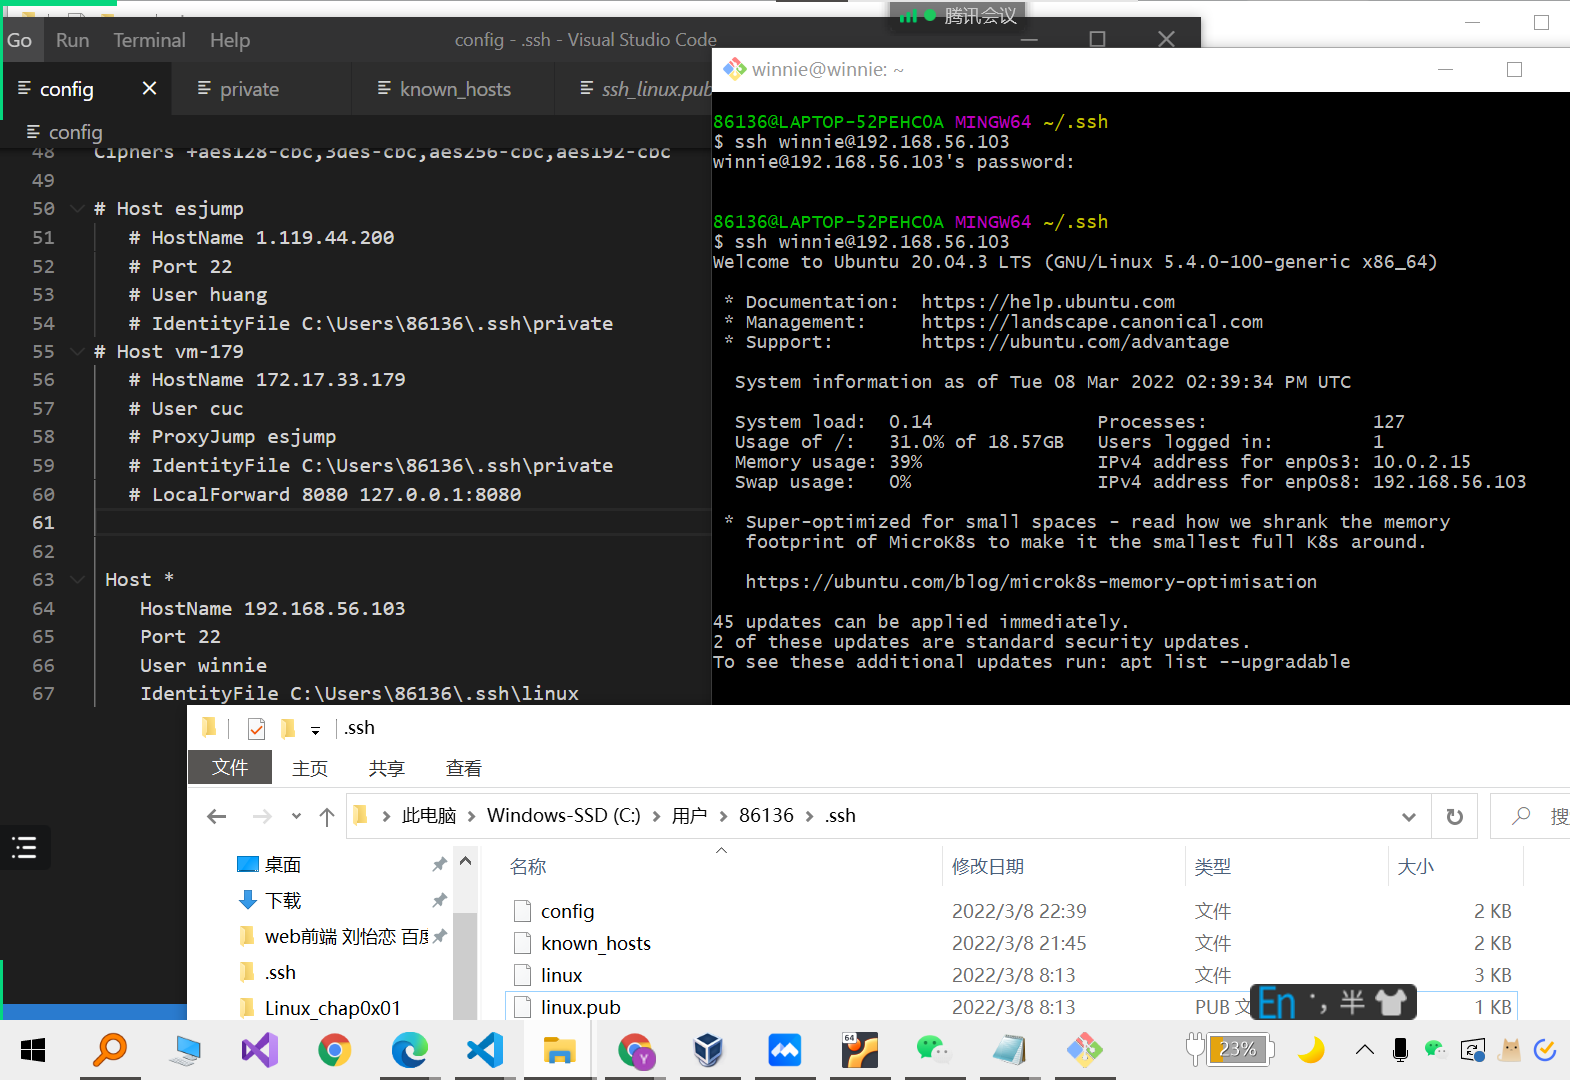 腾讯会议
Go Run Terminal Help
config - .ssh - Visual Studio Code
config
private
known_hosts
ssh_linux.pub
config
48 Ciphers +aes128-cbc,3des-cbc,aes256-cbc,aes192-cbc
49
50 # Host esjump
51 # HostName 1.119.44.200
52 # Port 22
53 # User huang
54 # IdentityFile C:\Users\86136\.ssh\private
55 # Host vm-179
56 # HostName 172.17.33.179
57 # User cuc
58 # ProxyJump esjump
59 # IdentityFile C:\Users\86136\.ssh\private
60 # LocalForward 8080 127.0.0.1:8080
61
62
63 Host *
64 HostName 192.168.56.103
65 Port 22
66 User winnie
67 IdentityFile C:\Users\86136\.ssh\linux
winnie@winnie: ~
86136@LAPTOP-52PEHCOA MINGW64 ~/.ssh
$ ssh winnie@192.168.56.103
winnie@192.168.56.103's password:
86136@LAPTOP-52PEHCOA MINGW64 ~/.ssh
$ ssh winnie@192.168.56.103
Welcome to Ubuntu 20.04.3 LTS (GNU/Linux 5.4.0-100-generic x86_64)
* Documentation: https://help.ubuntu.com
* Management: https://landscape.canonical.com
* Support: https://ubuntu.com/advantage
System information as of Tue 08 Mar 2022 02:39:34 PM UTC
System load: 0.14 Processes: 127
Usage of /: 31.0% of 18.57GB Users logged in: 1
Memory usage: 39% IPv4 address for enp0s3: 10.0.2.15
Swap usage: 0% IPv4 address for enp0s8: 192.168.56.103
* Super-optimized for small spaces - read how we shrank the memory
footprint of MicroK8s to make it the smallest full K8s around.
https://ubuntu.com/blog/microk8s-memory-optimisation
45 updates can be applied immediately.
2 of these updates are standard security updates.
To see these additional updates run: apt list --upgradable
.ssh
文件 主页 共享 查看
此电脑 > Windows-SSD (C:) > 用户 > 86136 > .ssh
搜
桌面
下载
web前端 刘怡恋 百度
.ssh
Linux_chap0x01
名称 修改日期 类型 大小
config 2022/3/8 22:39 文件 2 KB
known_hosts 2022/3/8 21:45 文件 2 KB
linux 2022/3/8 8:13 文件 3 KB
linux.pub 2022/3/8 8:13 PUB 文 1 KB
En 半
64
Y
23%